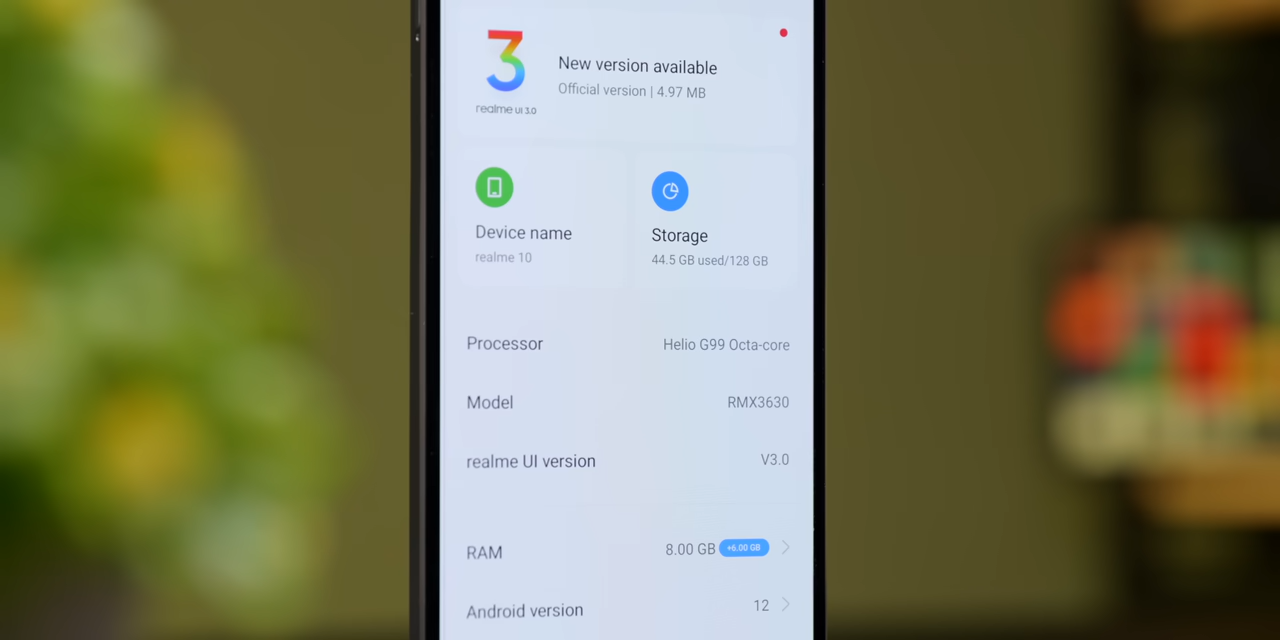 3
realme UI 3.0
New version available
Official version | 4.97 MB
Device name
realme 10
Storage
44.5 GB used/128 GB
Processor
Helio G99 Octa-core
Model
RMX3630
realme UI version
V3.0
RAM
8.00 GB +6.00 GB
Android version
12